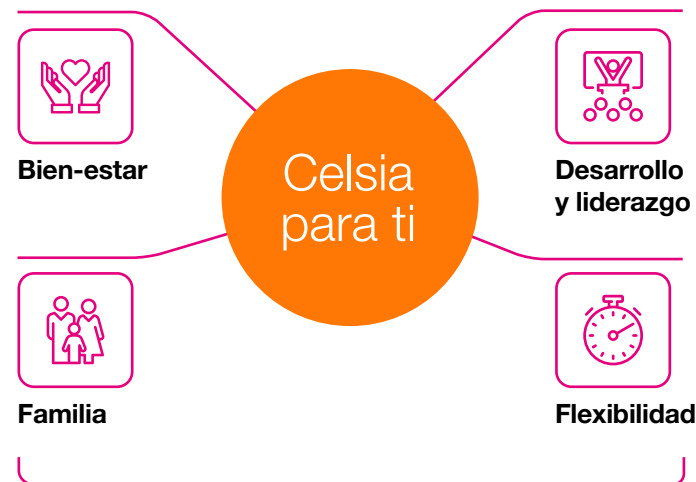 Bien-estar
Celsia
para ti
Desarrollo
y liderazgo
Familia
Flexibilidad